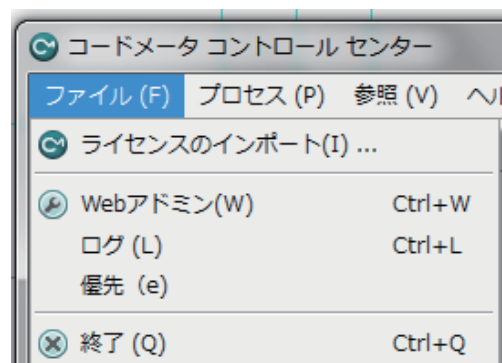 コードメータ コントロール センター
ファイル (F) プロセス (P) 参照 (V)
ライセンスのインポート(I) ...
Webアドミン(W) Ctrl+W
ログ (L) Ctrl+L
優先 (e)
終了 (Q) Ctrl+Q